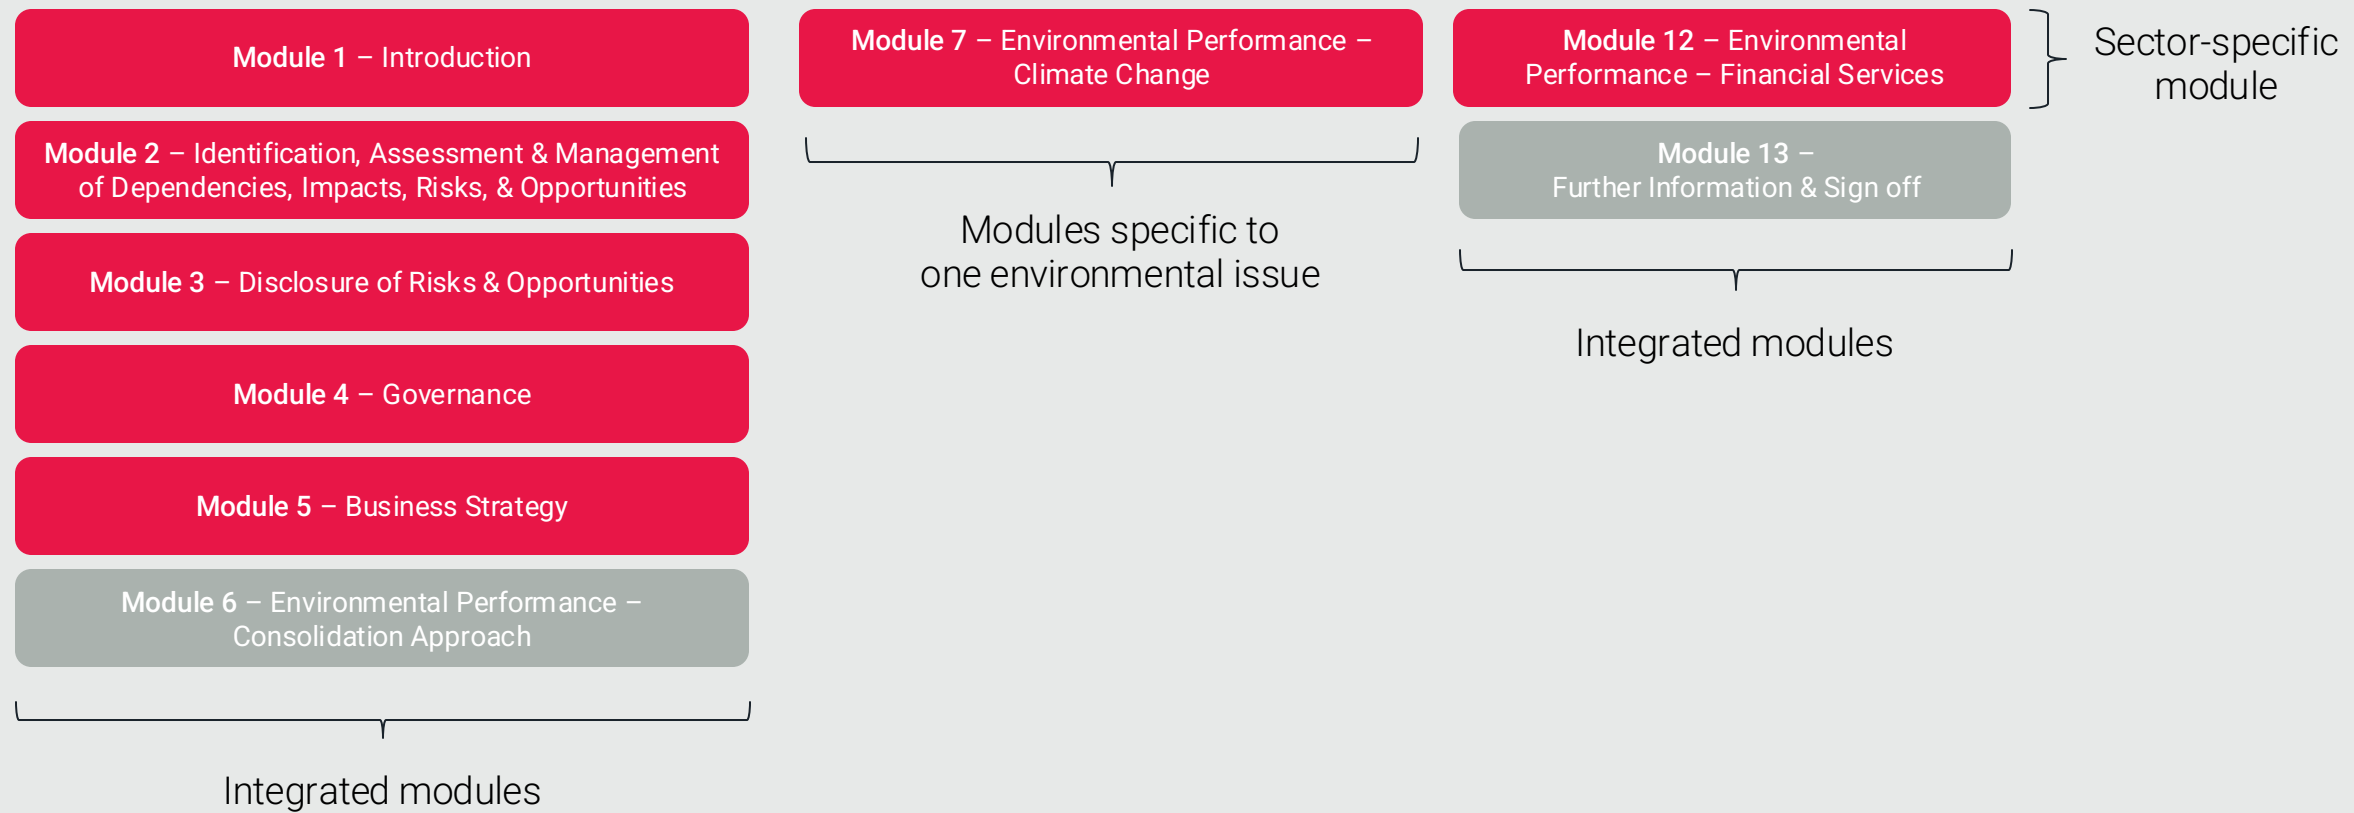 Module 1 – Introduction
Module 2 – Identification, Assessment & Management
of Dependencies, Impacts, Risks, & Opportunities
Module 3 – Disclosure of Risks & Opportunities
Module 4 – Governance
Module 5 – Business Strategy
Module 6 – Environmental Performance –
Consolidation Approach
Integrated modules
Module 7 – Environmental Performance –
Climate Change
Modules specific to
one environmental issue
Module 12 – Environmental
Performance – Financial Services
Module 13 –
Further Information & Sign off
Integrated modules
Sector-specific
module